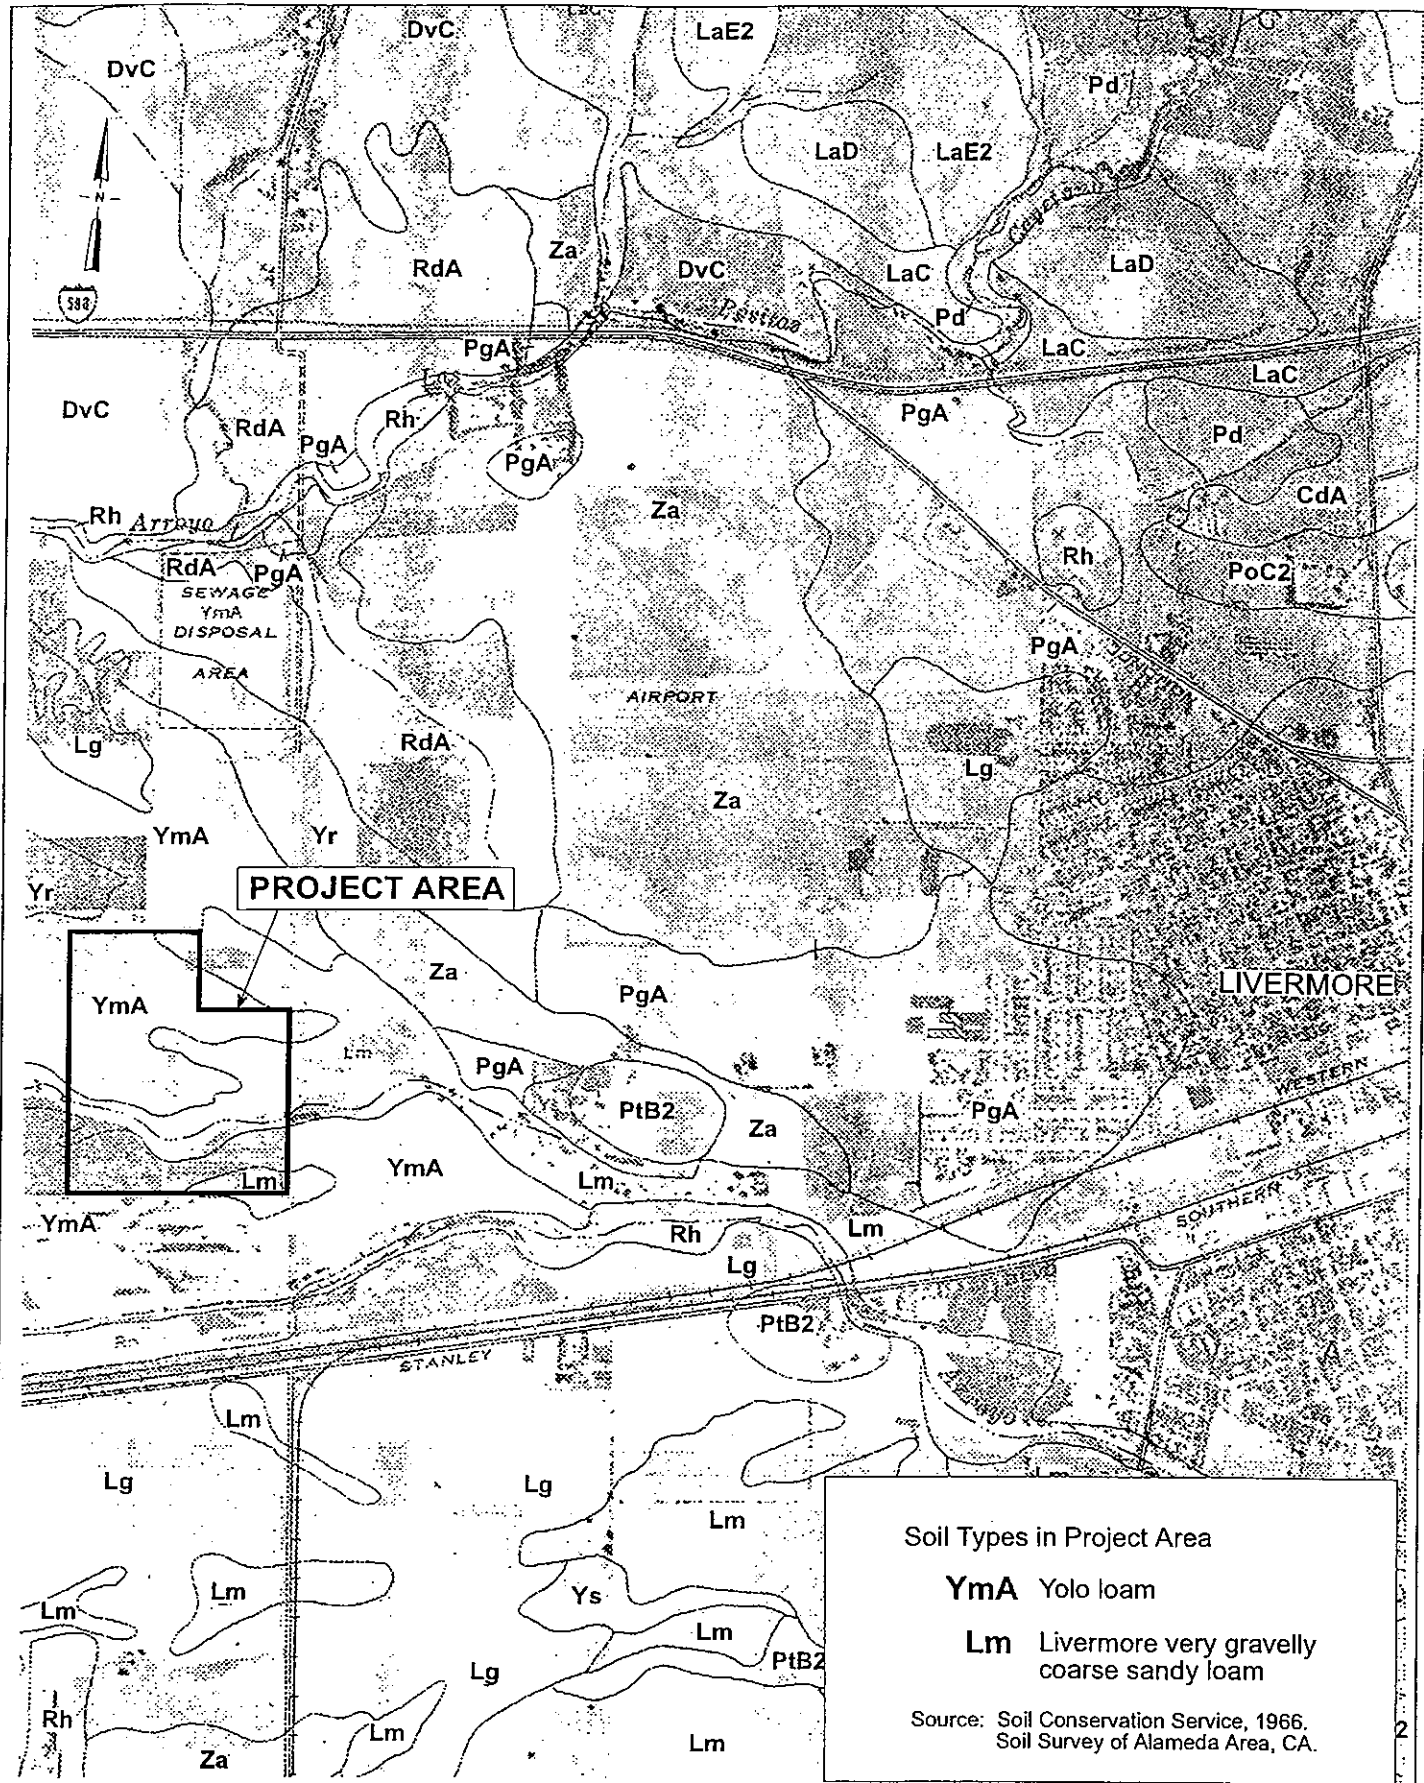 DvC
LaE2
DvC
Pd
LaD
LaE2
N
Za
RdA
DvC
LaC
LaD
Pd
PgA
LaC
LaC
DvC
RdA
PgA
Rh
PgA
PgA
Pd
Za
CdA
Rh
Arroyo
Rh
PoC2
RdA
PgA
SEWAGE
YmA
DISPOSAL
AREA
PgA
AIRPORT
RdA
Lg
Lg
Za
YmA
Yr
PROJECT AREA
Yr
Za
PgA
LIVERMORE
YmA
Lm
PgA
PtB2
Za
PgA
WESTERN
YmA
Lm
Lm
YmA
SOUTHERN
Rh
Lm
Lg
PtB2
STANLEY
Lm
Lg
Lg
Lm
Lm
Lm
Ys
Lm
Lg
PtB2
Rh
Lm
Za
Lm
Soil Types in Project Area
YmA Yolo loam
Lm Livermore very gravelly
coarse sandy loam
Source: Soil Conservation Service, 1966.
Soil Survey of Alameda Area, CA.
2